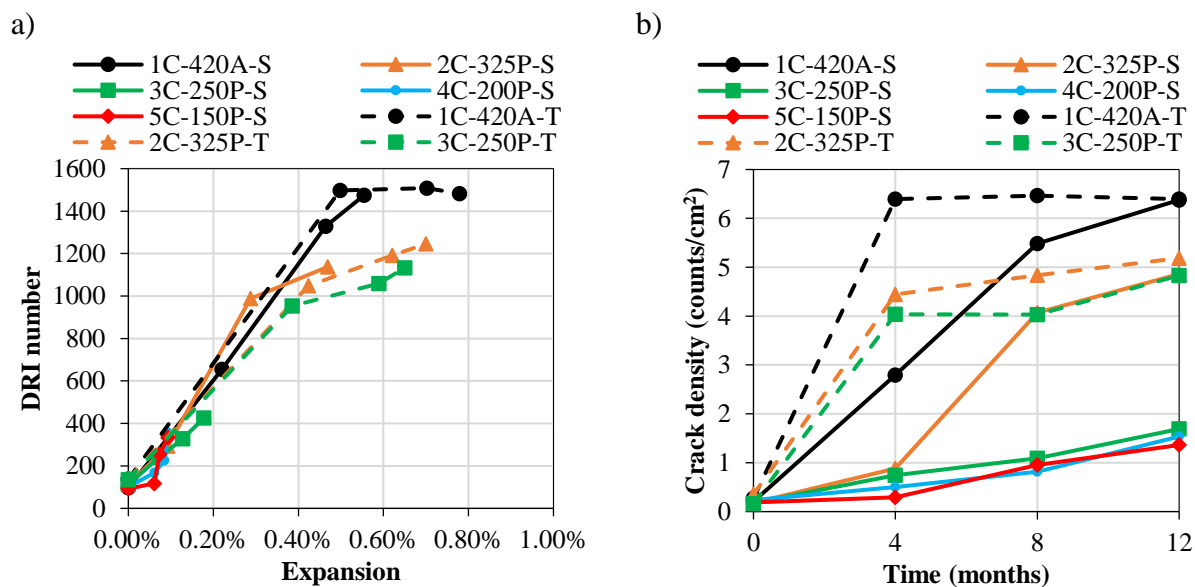 a)
1C-420A-S 2C-325P-S
3C-250P-S 4C-200P-S
5C-150P-S 1C-420A-T
2C-325P-T 3C-250P-T
1600
1400
1200
1000
800
600
400
200
0
DRI number
0.00% 0.20% 0.40% 0.60% 0.80% 1.00%
Expansion
b)
1C-420A-S 2C-325P-S
3C-250P-S 4C-200P-S
5C-150P-S 1C-420A-T
2C-325P-T 3C-250P-T
7
6
5
4
3
2
1
0
Crack density (counts/cm²)
0 4 8 12
Time (months)